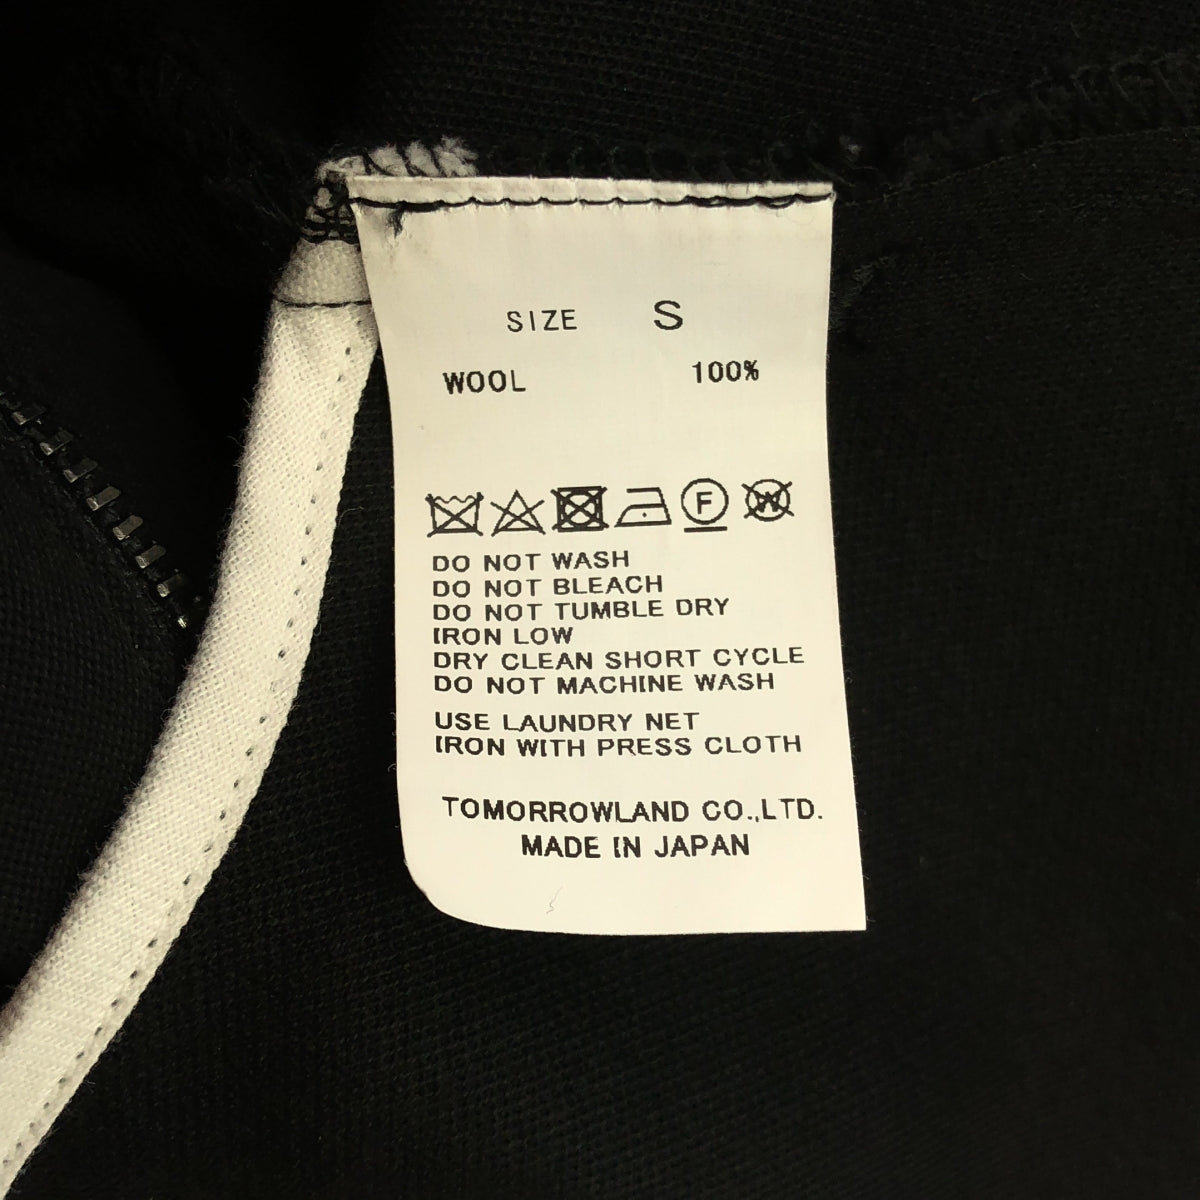 SIZE S
WOOL 100%
F W
DO NOT WASH
DO NOT BLEACH
DO NOT TUMBLE DRY
IRON LOW
DRY CLEAN SHORT CYCLE
DO NOT MACHINE WASH
USE LAUNDRY NET
IRON WITH PRESS CLOTH
TOMORROWLAND CO.,LTD.
MADE IN JAPAN